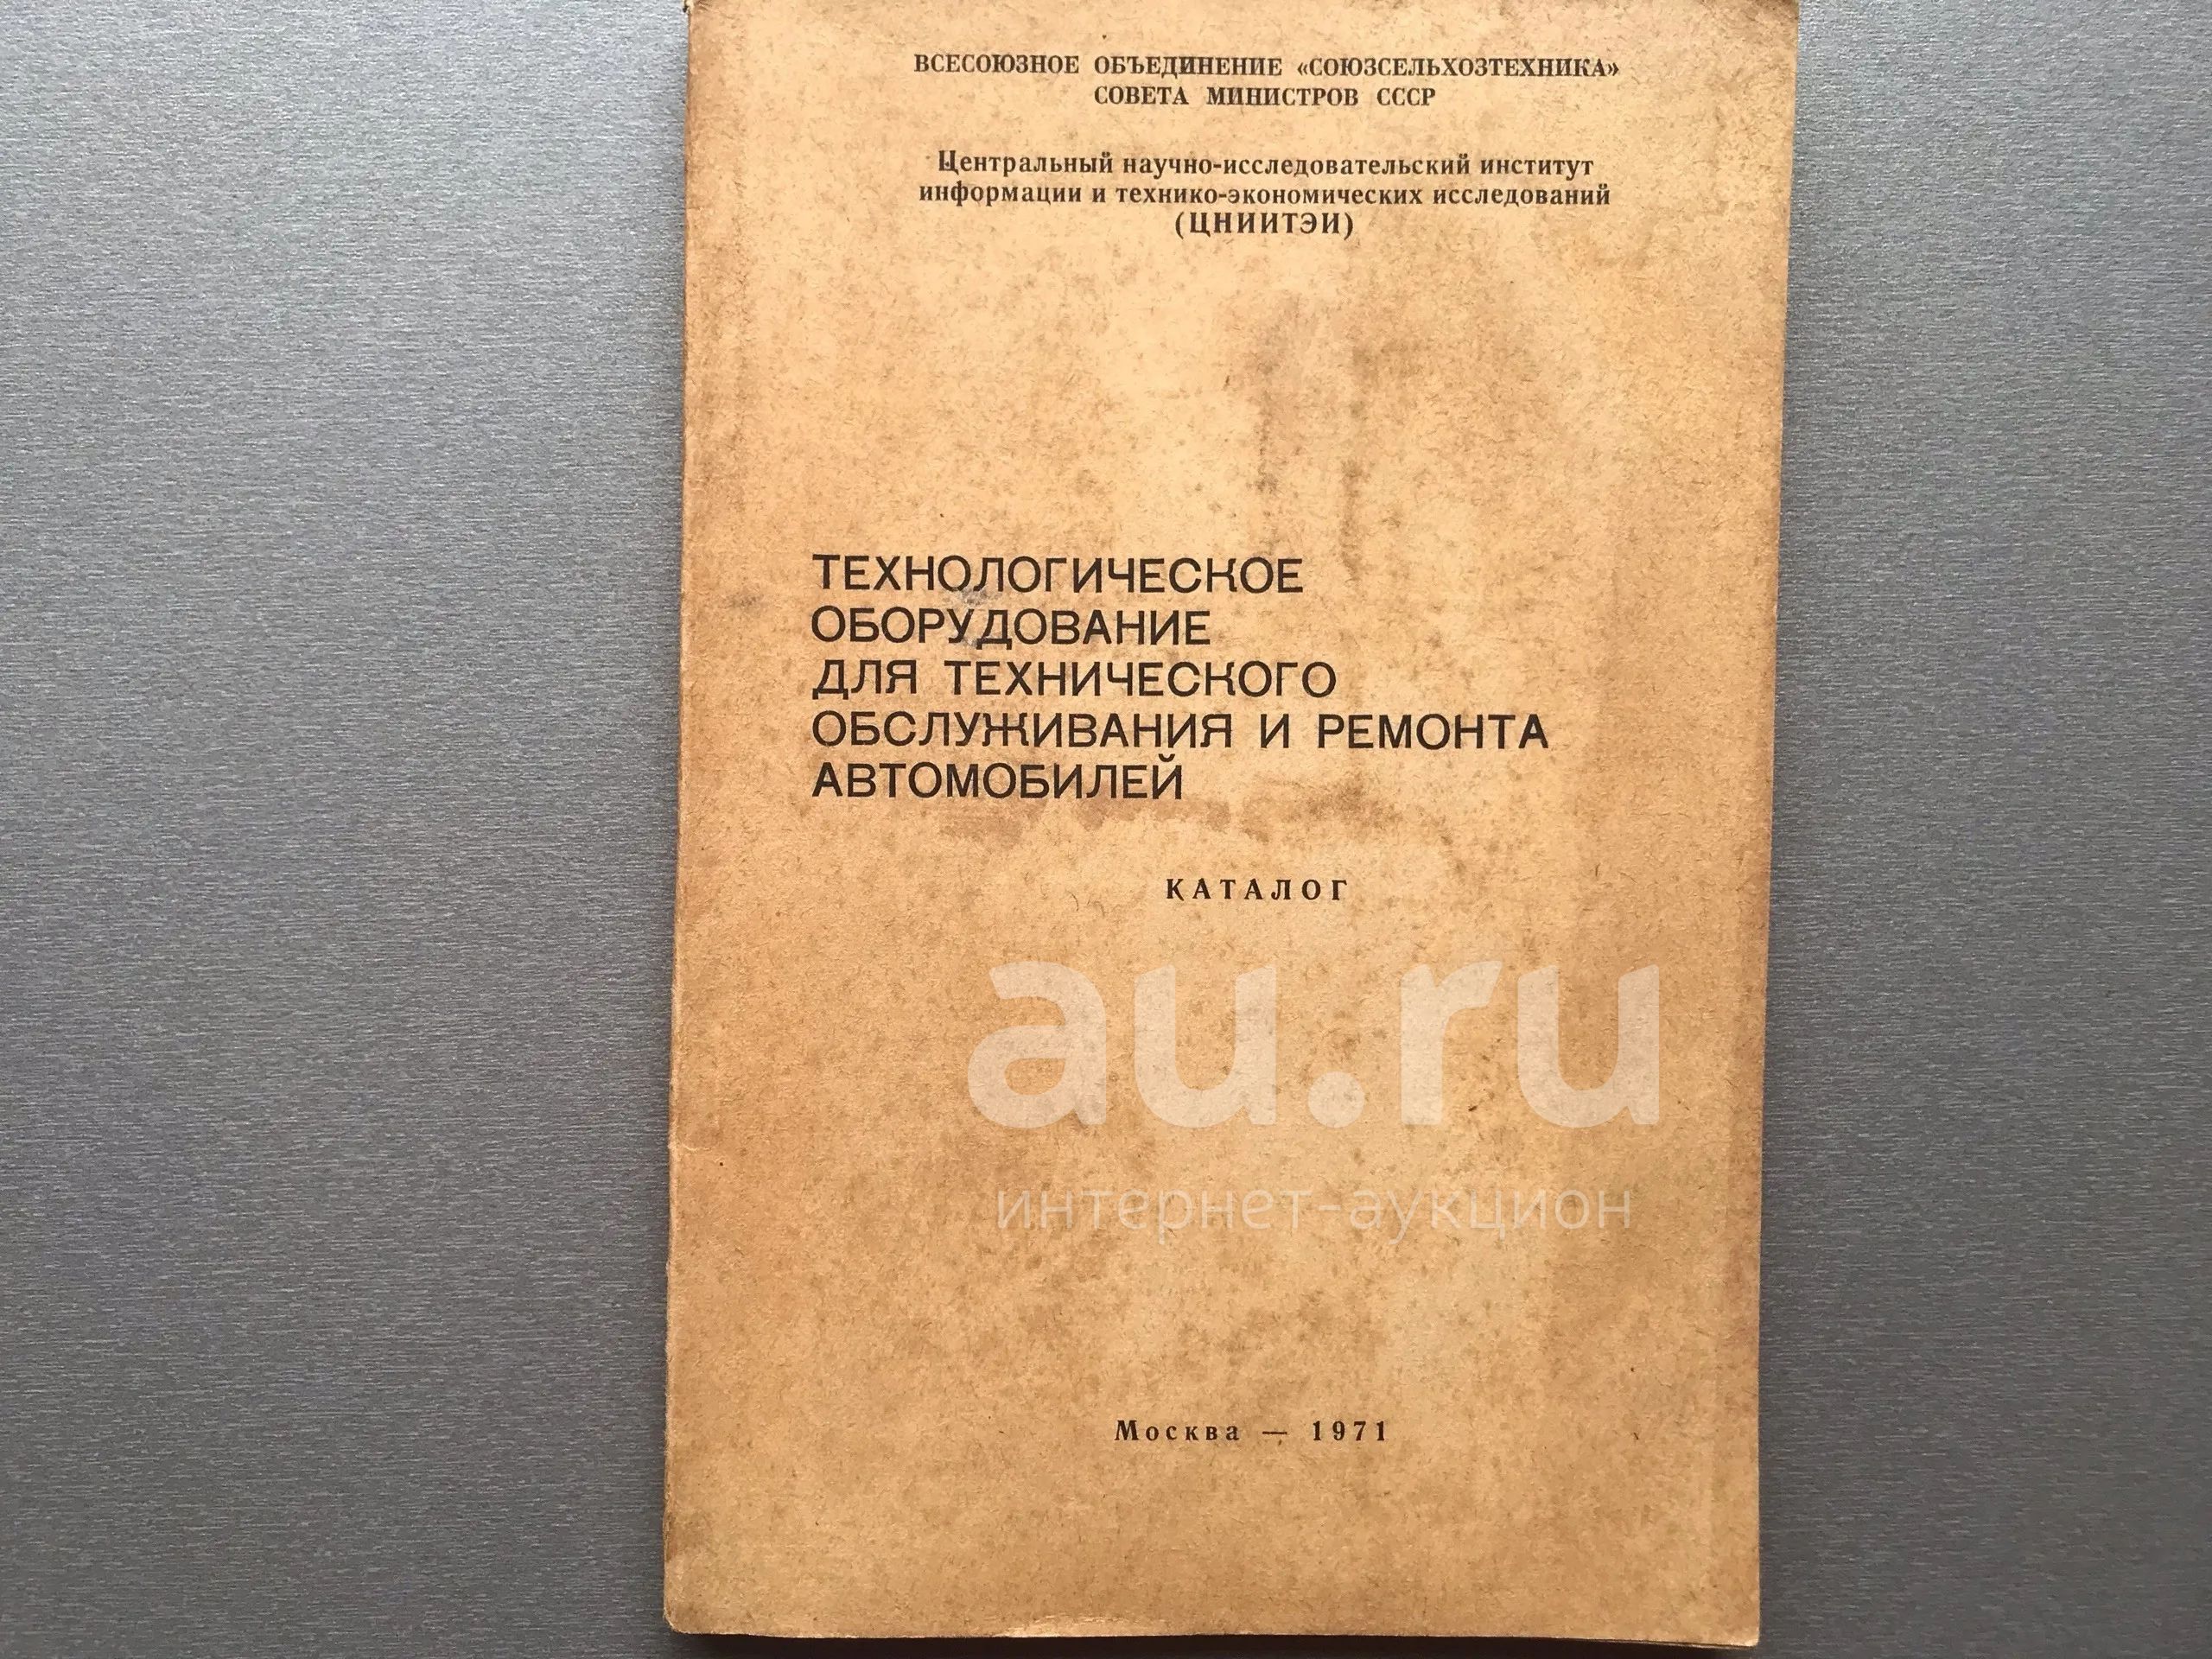 ВСЕСОЮЗНОЕ ОБЪЕДИНЕНИЕ «СОЮЗСЕЛЬХОЗТЕХНИКА»
СОВЕТА МИНИСТРОВ СССР
Центральный научно-исследовательский институт
информации и технико-экономических исследований
(ЦНИИТЭИ)
ТЕХНОЛОГИЧЕСКОЕ
ОБОРУДОВАНИЕ
ДЛЯ ТЕХНИЧЕСКОГО
ОБСЛУЖИВАНИЯ И РЕМОНТА
АВТОМОБИЛЕЙ
КАТАЛОГ
au.ru
интернет-аукцион
Москва — 1971